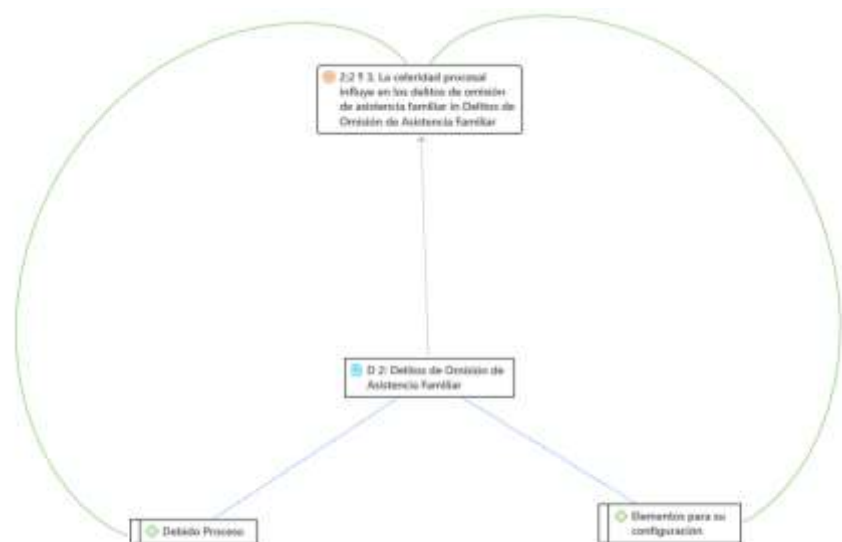 2:2 ¶ 3, La celeridad procesal
influye en los delitos de omisión
de asistencia familiar in Delitos de
Omisión de Asistencia Familiar
D 2: Delitos de Omisión de
Asistencia Familiar
Debido Proceso
Elementos para su
configuración